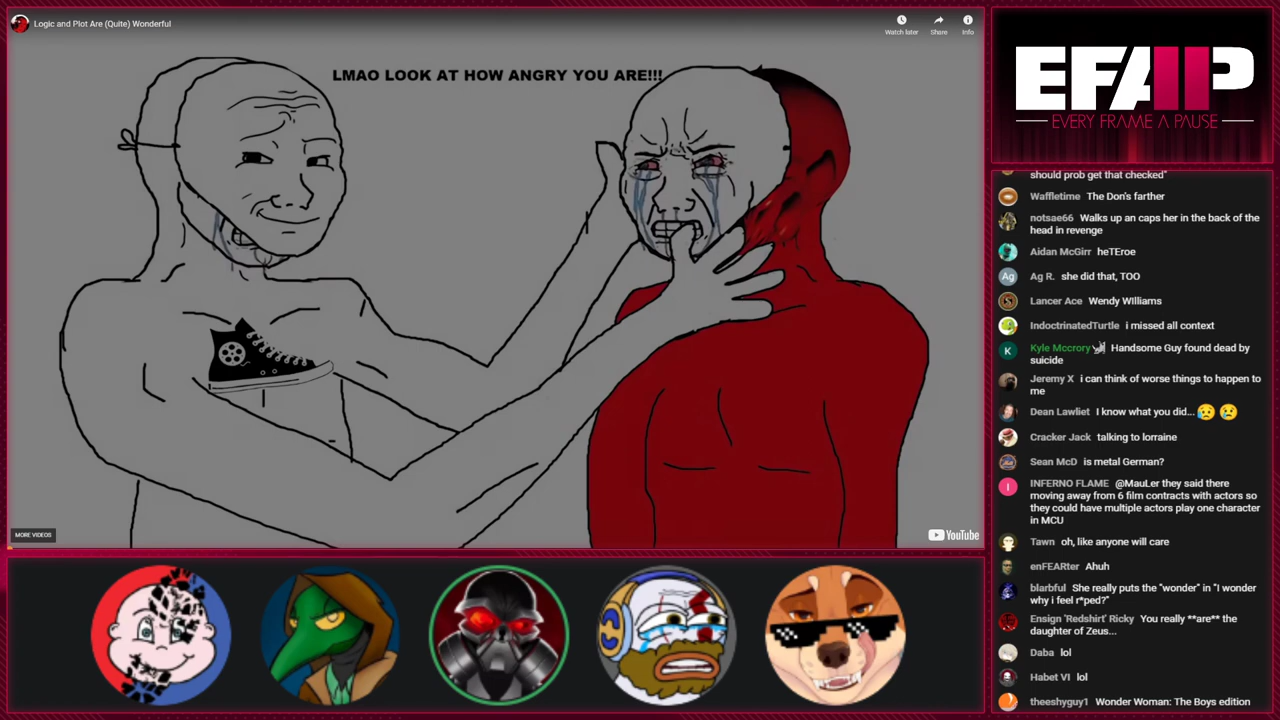 Logic and Plot Are (Quite) Wonderful
Watch later
Share
Info
LMAO LOOK AT HOW ANGRY YOU ARE!!!
MORE VIDEOS
YouTube
EFAP
EVERY FRAME A PAUSE
should prob get that checked"
Waffletime The Don's farther
notsae66 Walks up an caps her in the back of the
head in revenge
Aidan McGirr heTEroe
Ag
Ag R. she did that, TOO
Lancer Ace Wendy WIlliams
IndoctrinatedTurtle i missed all context
K
Kyle Mccrory Handsome Guy found dead by
suicide
Jeremy X i can think of worse things to happen to
me
Dean Lawliet I know what you did... 😥 😢
Cracker Jack talking to lorraine
Sean McD is metal German?
I
INFERNO FLAME @MauLer they said there
moving away from 6 film contracts with actors so
they could have multiple actors play one character
in MCU
Tawn oh, like anyone will care
enFEARter Ahuh
blarbful She really puts the "wonder" in "I wonder
why i feel r*ped?"
Ensign 'Redshirt' Ricky You really **are** the
daughter of Zeus...
Daba lol
Habet VI lol
theeshyguy1 Wonder Woman: The Boys edition